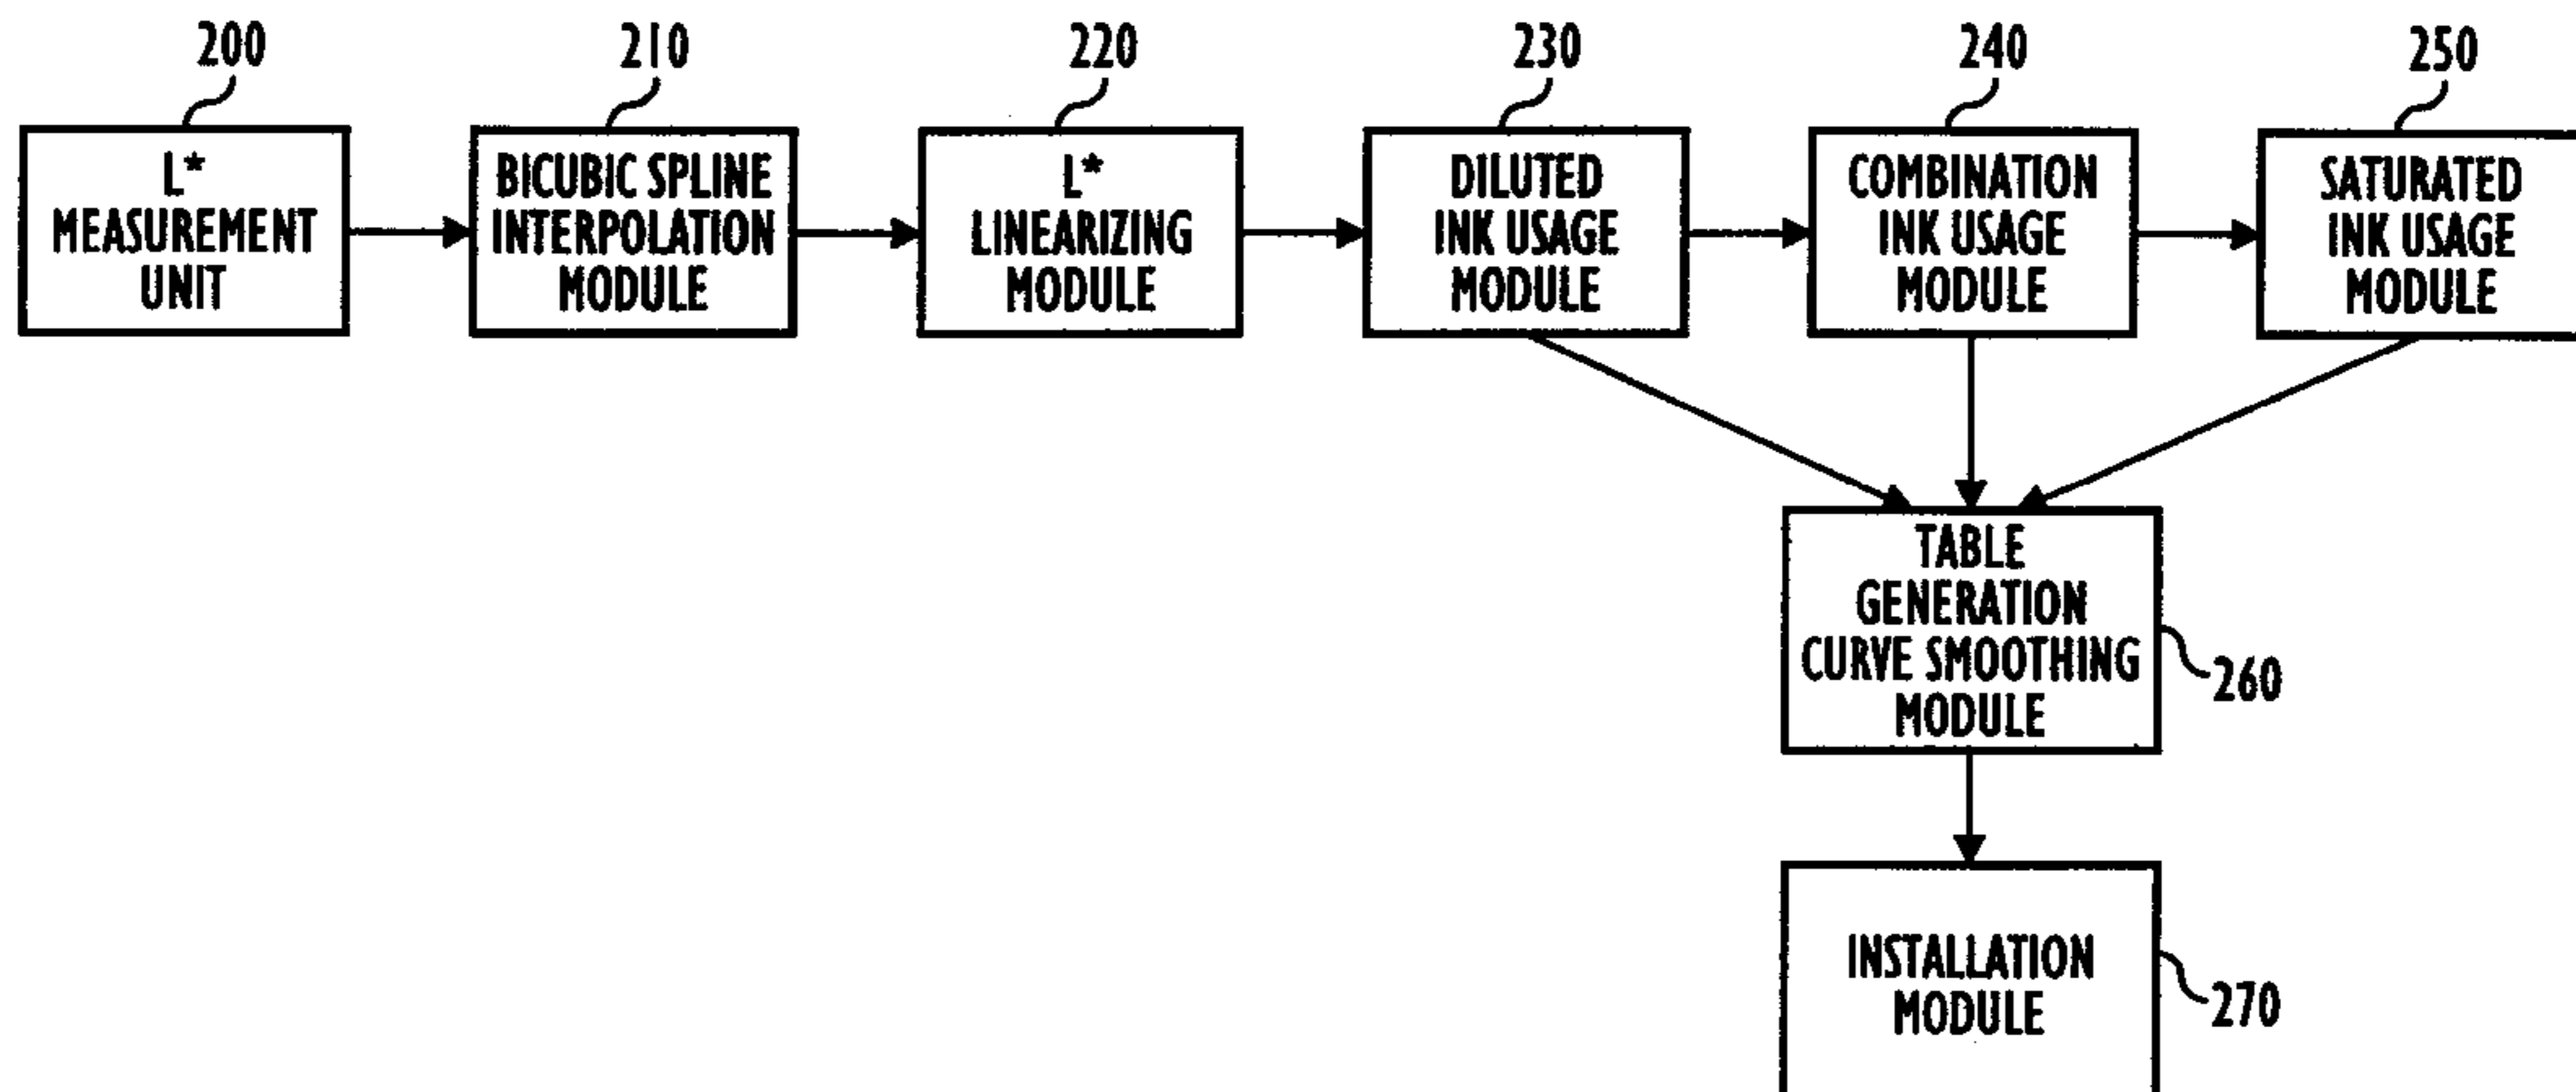 200
210
220
230
240
250
L*
MEASUREMENT
UNIT
BICUBIC SPLINE
INTERPOLATION
MODULE
L*
LINEARIZING
MODULE
DILUTED
INK USAGE
MODULE
COMBINATION
INK USAGE
MODULE
SATURATED
INK USAGE
MODULE
TABLE
GENERATION
CURVE SMOOTHING
MODULE
260
INSTALLATION
MODULE
270